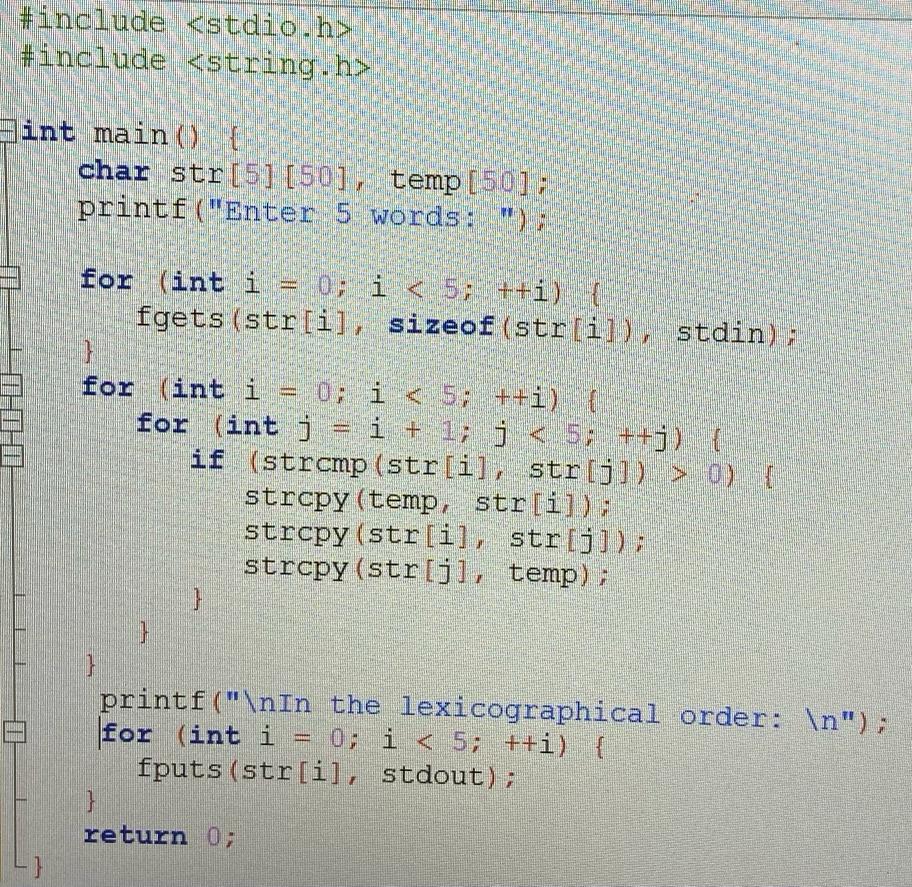 #include <stdio.h>
#include <string.h>
int main() {
char str[5][50], temp[50];
printf("Enter 5 words: ");
for (int i = 0; i < 5; ++i) {
fgets(str[i], sizeof(str[i]), stdin);
}
for (int i = 0; i < 5; ++i) {
for (int j = i + 1; j < 5; ++j) {
if (strcmp(str[i], str[j]) > 0) {
strcpy(temp, str[i]);
strcpy(str[i], str[j]);
strcpy(str[j], temp);
}
}
}
printf("\nIn the lexicographical order: \n");
for (int i = 0; i < 5; ++i) {
fputs(str[i], stdout);
}
return 0;
}